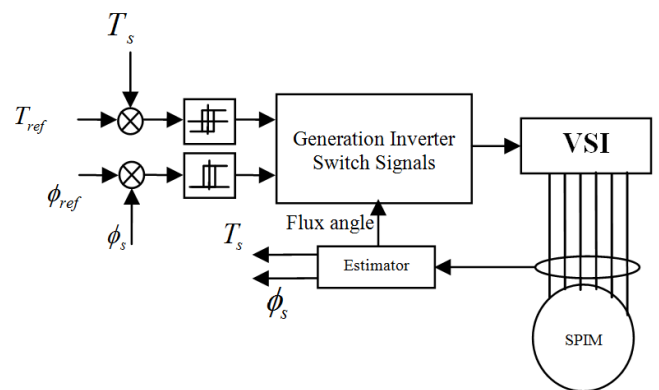 T_s
T_ref
Generation Inverter
Switch Signals
VSI
ϕ_ref
ϕ_s
Flux angle
T_s
Estimator
ϕ_s
SPIM